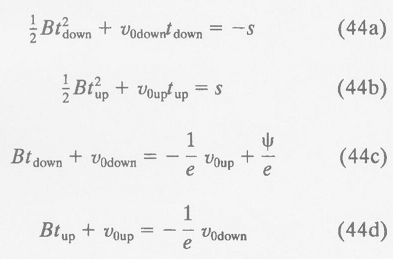 ½Bt²down + v0downtdown = −s (44a)
½Bt²up + v0uptup = s (44b)
Btdown + v0down = −1/e v0up + ψ/e (44c)
Btup + v0up = −1/e v0down (44d)